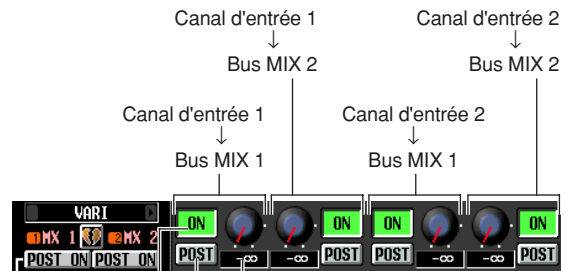 Canal d'entrée 1
↓
Bus MIX 2
Canal d'entrée 2
↓
Bus MIX 2
Canal d'entrée 1
↓
Bus MIX 1
Canal d'entrée 2
↓
Bus MIX 1
VARI
1 MX 1 2 MX 2
POST ON POST ON
ON ON ON ON
POST -∞ -∞ POST POST -∞ -∞ POST